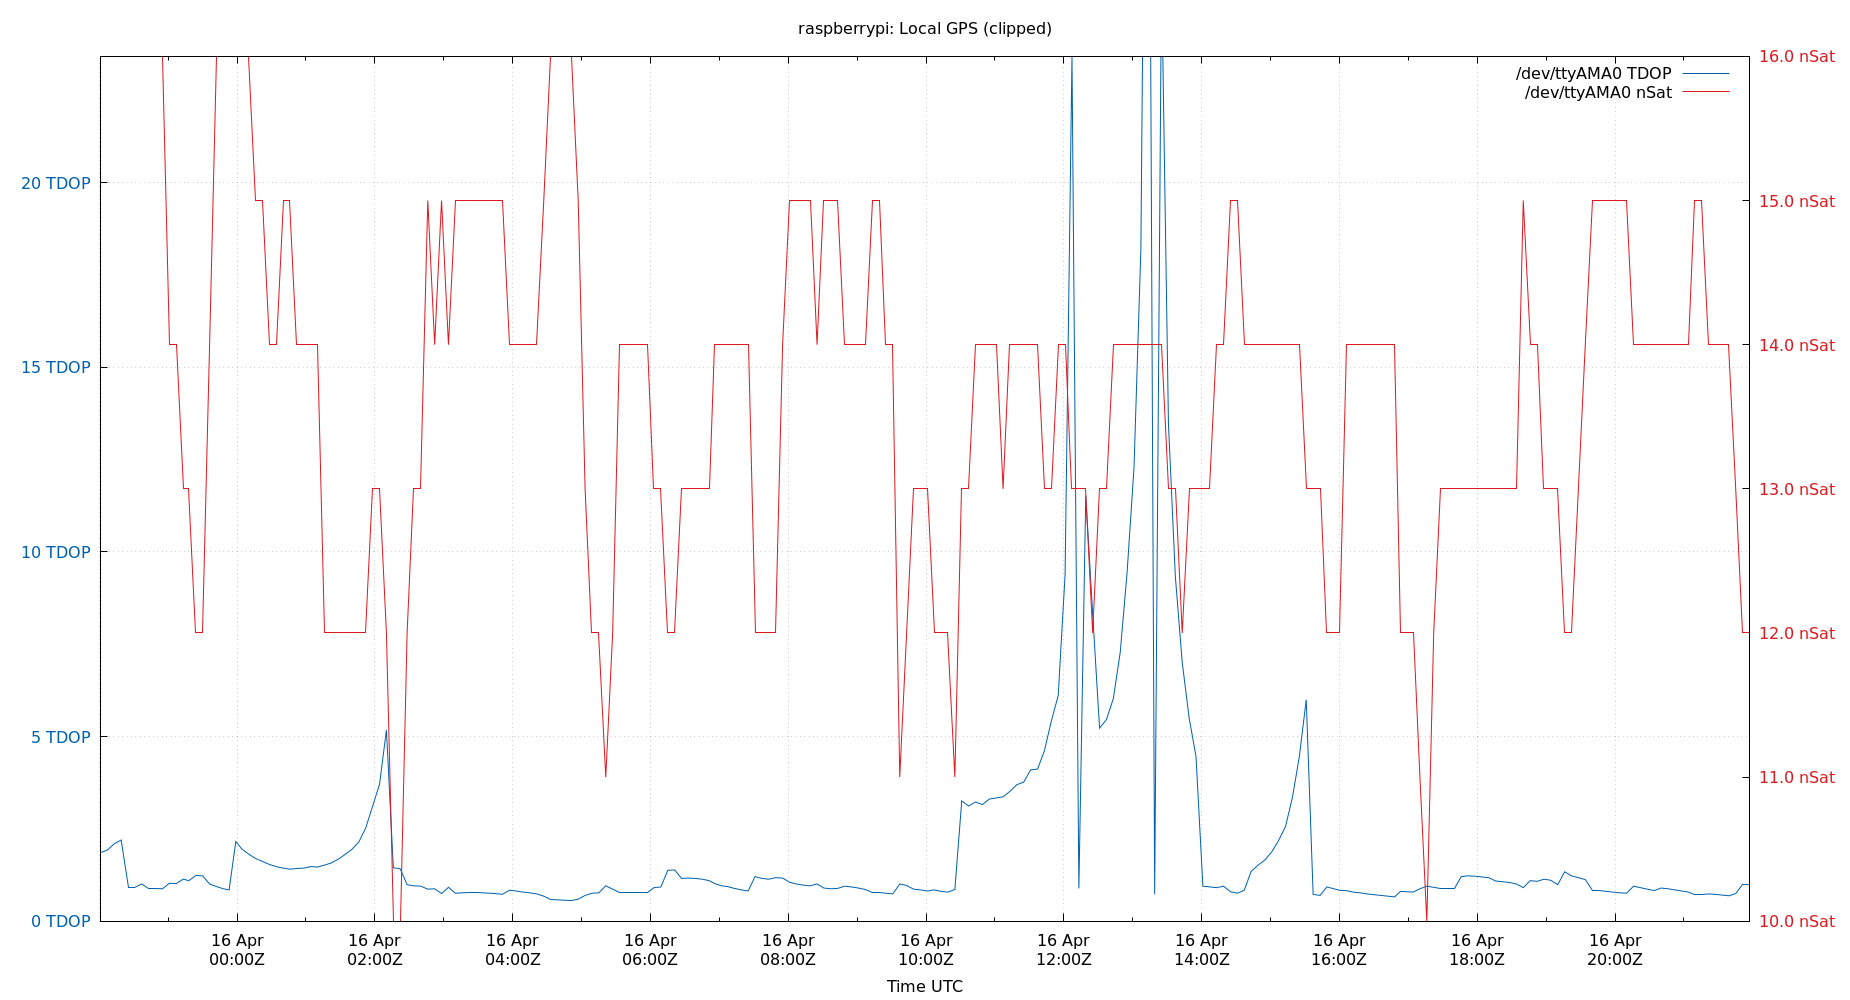 raspberrypi: Local GPS (clipped)
/dev/ttyAMA0 TDOP
/dev/ttyAMA0 nSat
20 TDOP
15 TDOP
10 TDOP
5 TDOP
0 TDOP
16.0 nSat
15.0 nSat
14.0 nSat
13.0 nSat
12.0 nSat
11.0 nSat
10.0 nSat
16 Apr
00:00Z
16 Apr
02:00Z
16 Apr
04:00Z
16 Apr
06:00Z
16 Apr
08:00Z
16 Apr
10:00Z
16 Apr
12:00Z
16 Apr
14:00Z
16 Apr
16:00Z
16 Apr
18:00Z
16 Apr
20:00Z
Time UTC